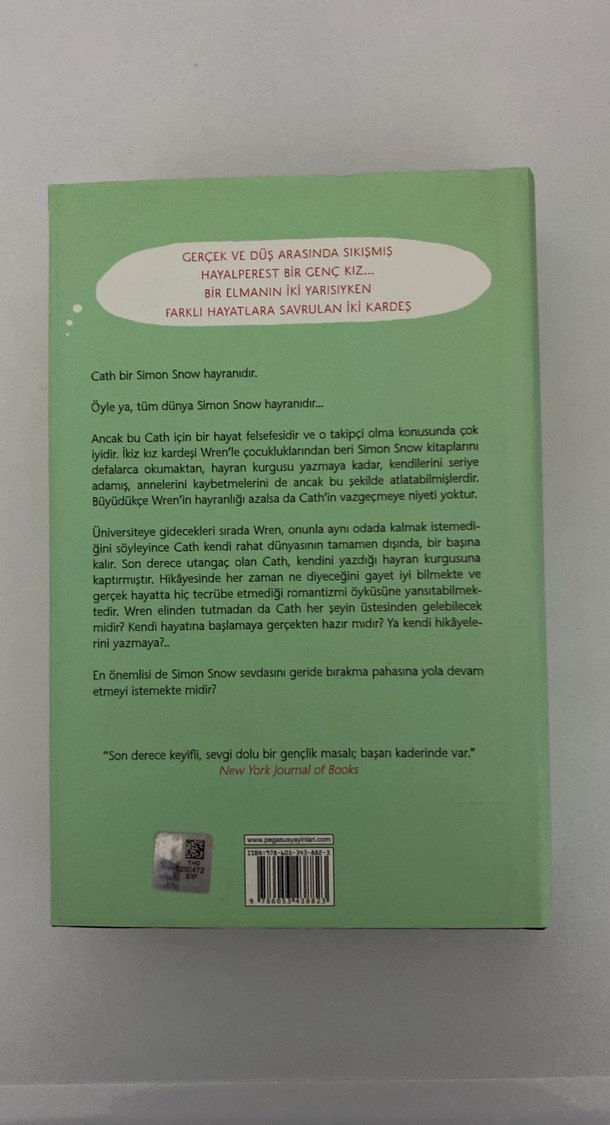 GERÇEK VE DÜŞ ARASINDA SIKIŞMIŞ
HAYALPEREST BİR GENÇ KIZ...
BİR ELMANIN İKİ YARISIYKEN
FARKLI HAYATLARA SAVRULAN İKİ KARDEŞ
Cath bir Simon Snow hayranıdır.
Öyle ya, tüm dünya Simon Snow hayranıdır...
Ancak bu Cath için bir hayat felsefesidir ve o takipçi olma konusunda çok
iyidir. İkiz kız kardeşi Wren'le çocukluklarından beri Simon Snow kitaplarını
defalarca okumaktan, hayran kurgusu yazmaya kadar, kendilerini seriye
adamış, annelerini kaybetmelerini de ancak bu şekilde atlatabilmişlerdir.
Büyüdükçe Wren'in hayranlığı azalsa da Cath'in vazgeçmeye niyeti yoktur.
Üniversiteye gidecekleri sırada Wren, onunla aynı odada kalmak istemedi-
ğini söyleyince Cath kendi rahat dünyasının tamamen dışında, bir başına
kalır. Son derece utangaç olan Cath, kendini yazdığı hayran kurgusuna
kaptırmıştır. Hikâyesinde her zaman ne diyeceğini gayet iyi bilmekte ve
gerçek hayatta hiç tecrübe etmediği romantizmi öyküsüne yansıtabilmek-
tedir. Wren elinden tutmadan da Cath her şeyin üstesinden gelebilecek
midir? Kendi hayatına başlamaya gerçekten hazır mıdır? Ya kendi hikâyele-
rini yazmaya?..
En önemlisi de Simon Snow sevdasını geride bırakma pahasına yola devam
etmeyi istemekte midir?
"Son derece keyifli, sevgi dolu bir gençlik masalı; başarı kaderinde var."
New York Journal of Books
www.pegasusyayinlari.com
ISBN:978-605-343-882-3
9 786053 438823